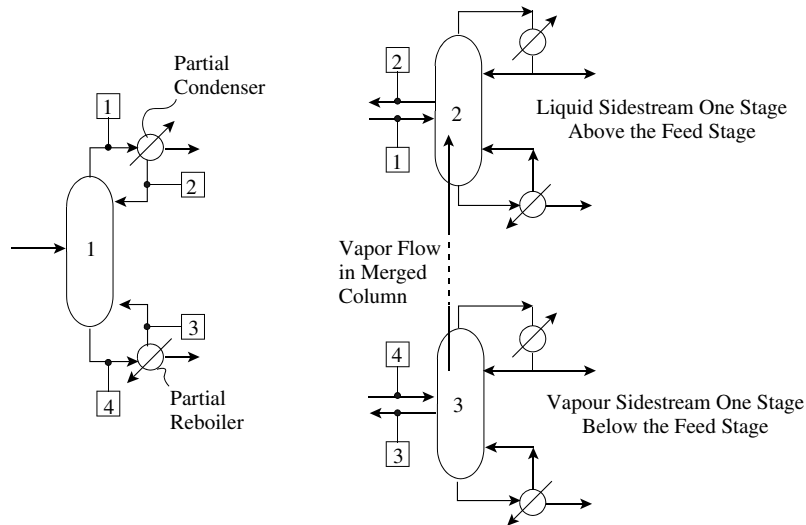 Partial
Condenser
1
2
1
3
4
Partial
Reboiler
2
1
2
Liquid Sidestream One Stage
Above the Feed Stage
Vapor Flow
in Merged
Column
4
3
3
Vapour Sidestream One Stage
Below the Feed Stage